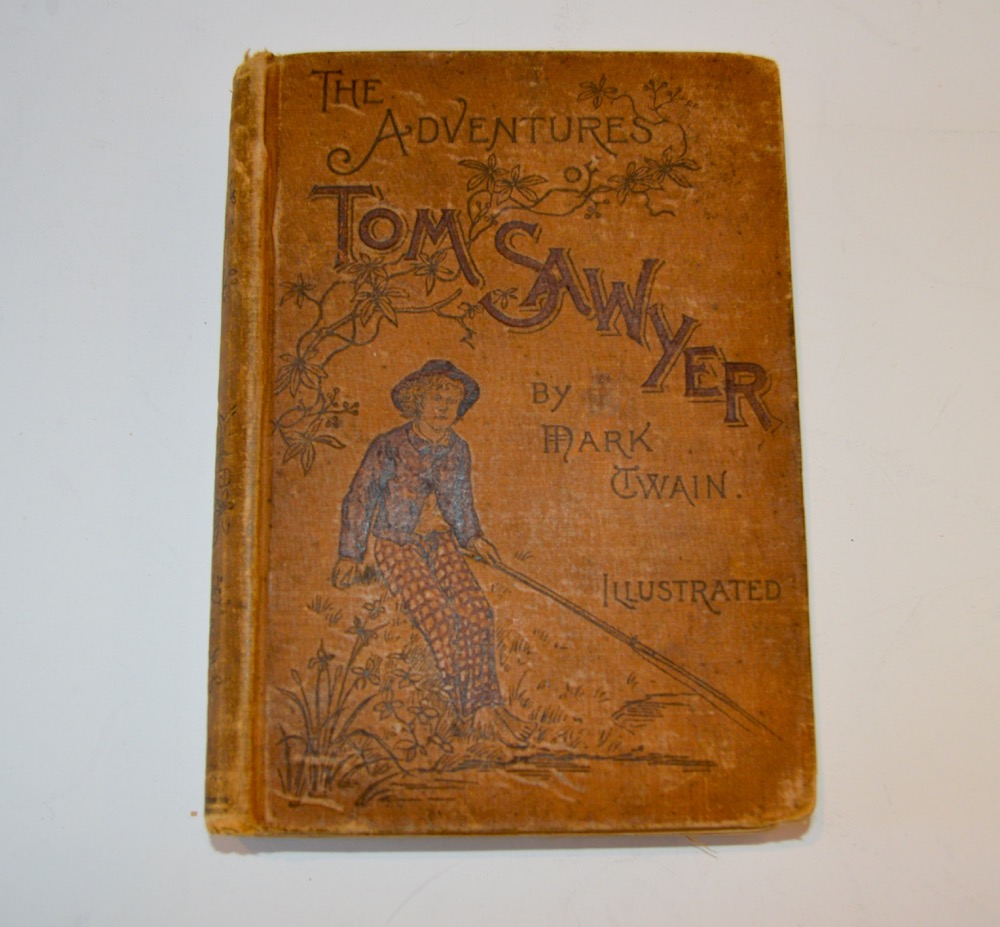 THE
ADVENTURES
OF
TOM SAWYER
BY
MARK
TWAIN.
ILLUSTRATED